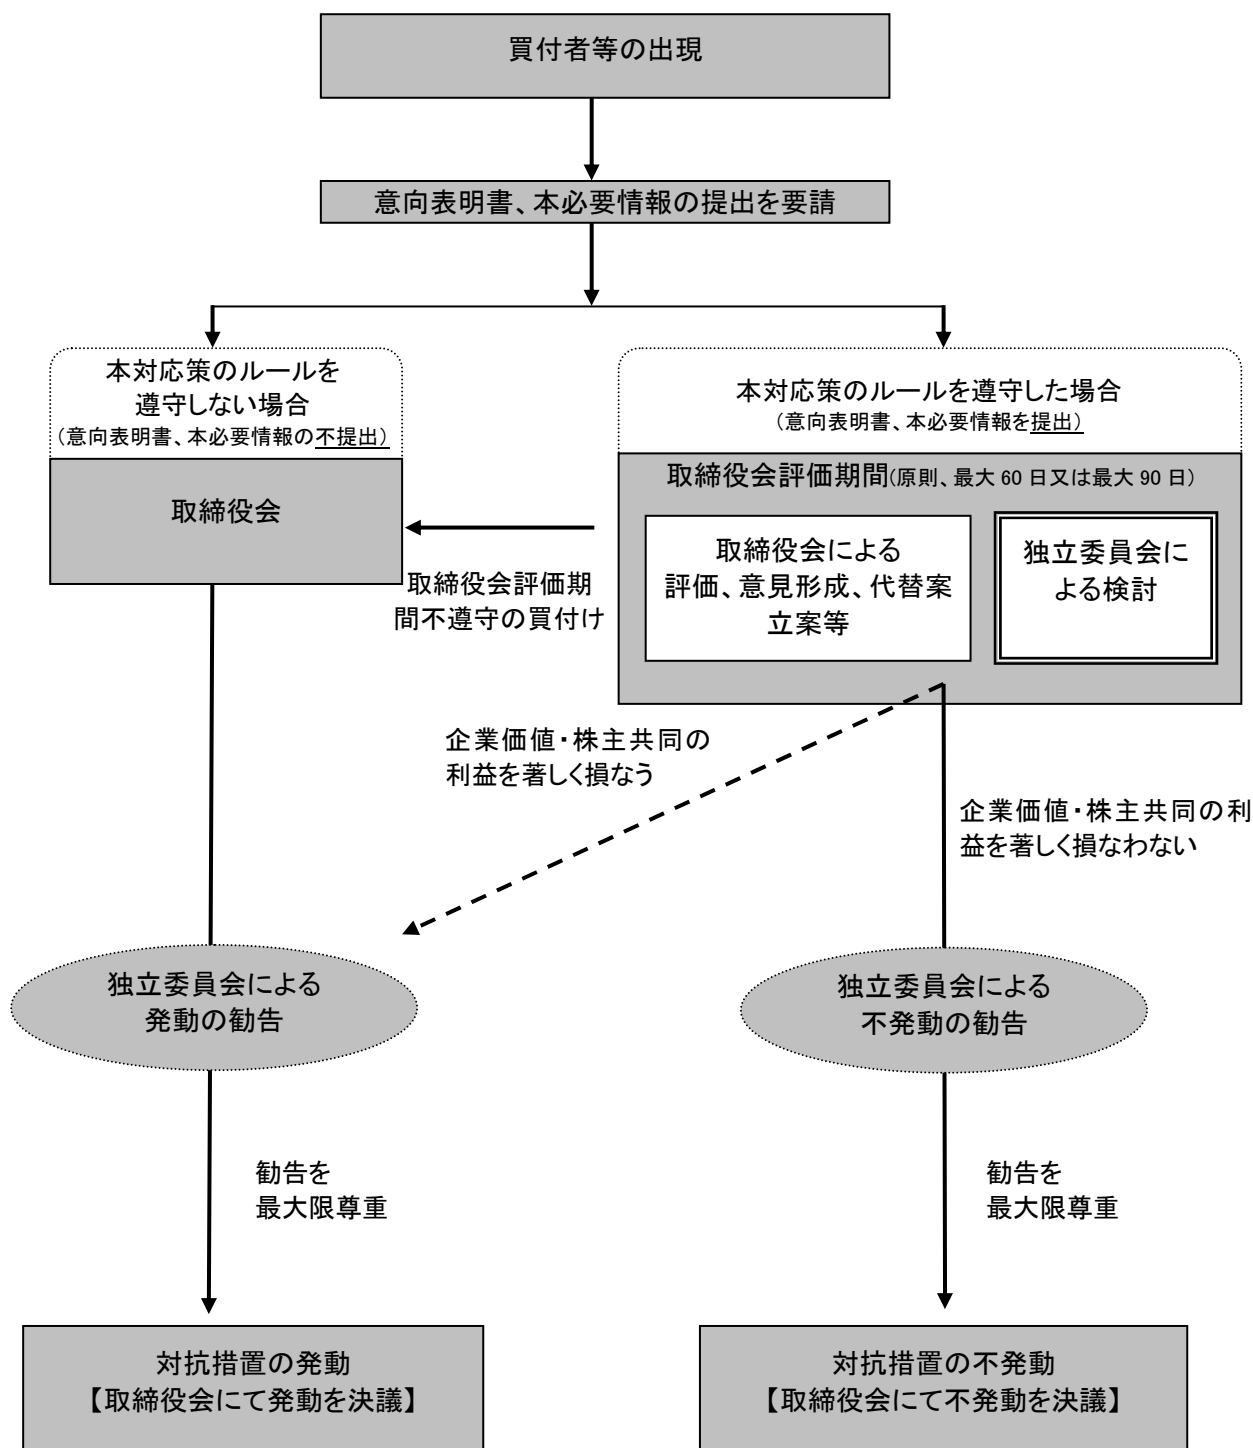 買付者等の出現
意向表明書、本必要情報の提出を要請
本対応策のルールを
遵守しない場合
(意向表明書、本必要情報の不提出)
取締役会
本対応策のルールを遵守した場合
(意向表明書、本必要情報を提出)
取締役会評価期間(原則、最大 60 日又は最大 90 日)
取締役会による
評価、意見形成、代替案
立案等
独立委員会に
よる検討
取締役会評価期
間不遵守の買付け
企業価値・株主共同の
利益を著しく損なう
企業価値・株主共同の利
益を著しく損なわない
独立委員会による
発動の勧告
独立委員会による
不発動の勧告
勧告を
最大限尊重
勧告を
最大限尊重
対抗措置の発動
【取締役会にて発動を決議】
対抗措置の不発動
【取締役会にて不発動を決議】